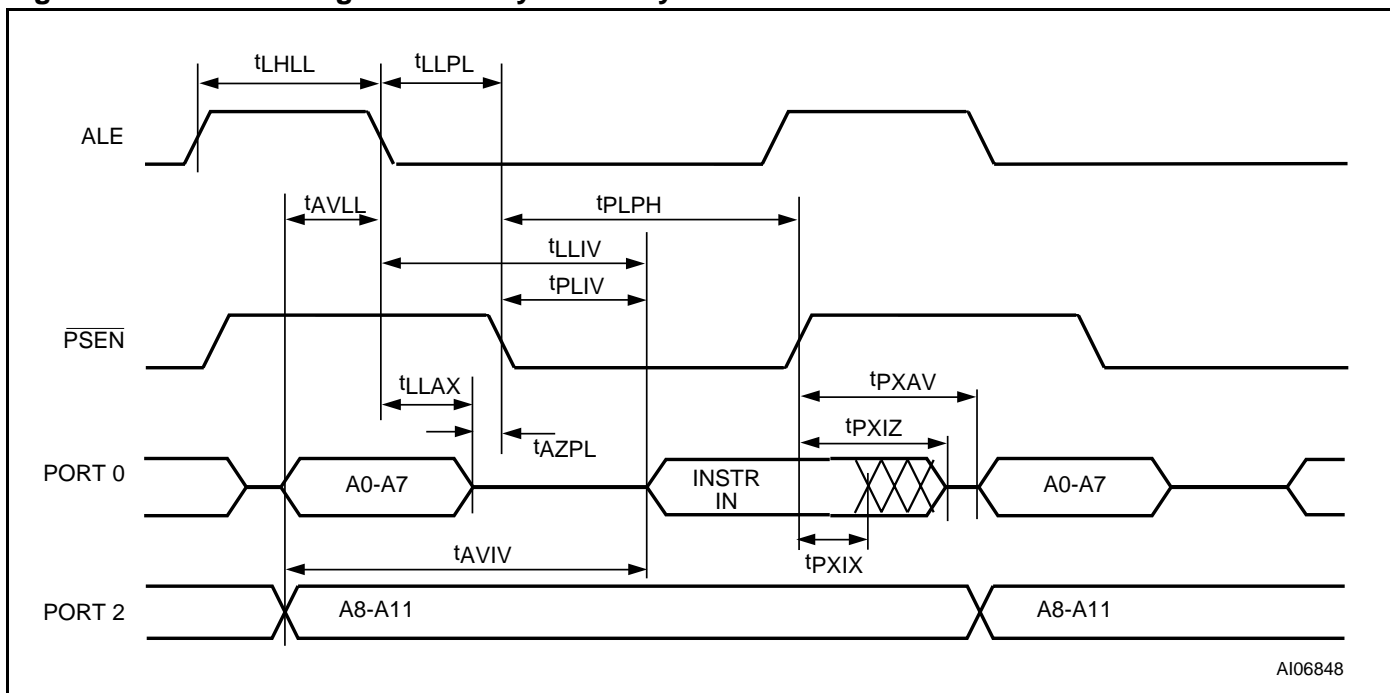 tLHLL
tLLPL
ALE
tAVLL
tPLPH
tLLIV
tPLIV
PSEN
tLLAX
tPXAV
tAZPL
tPXIZ
PORT 0
A0-A7
INSTR
IN
A0-A7
tAVIV
tPXIX
PORT 2
A8-A11
A8-A11
AI06848